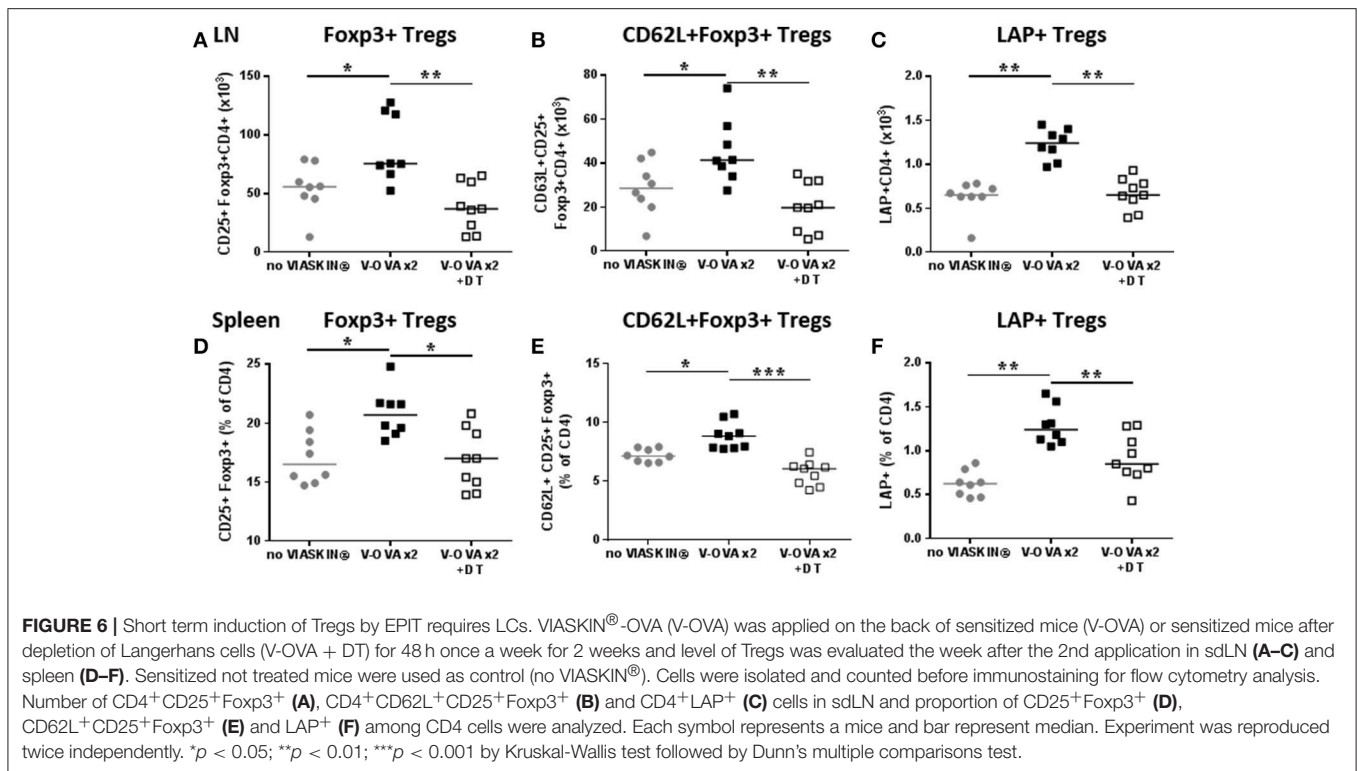 A LN Foxp3+ Tregs
CD25+ Foxp3+CD4+ (x10³)
150
100
50
0
* **
no VIASKIN® V-O VA x2 V-O VA x2
+DT
B CD62L+Foxp3+ Tregs
CD63L+CD25+
Foxp3+CD4+ (x10³)
80
60
40
20
0
* **
no VIASKIN® V-O VA x2 V-O VA x2
+DT
C LAP+ Tregs
LAP+CD4+ (x10³)
2.0
1.5
1.0
0.5
0.0
** **
no VIASKIN® V-O VA x2 V-O VA x2
+DT
Spleen Foxp3+ Tregs
D
CD25+ Foxp3+ (% of CD4)
25
20
15
10
* *
no VIASKIN® V-O VA x2 V-O VA x2
+DT
CD62L+Foxp3+ Tregs
E
CD62L+ CD25+ Foxp3+
(% of CD4)
15
10
5
0
* ***
no VIASKIN® V-O VA x2 V-O VA x2
+DT
LAP+ Tregs
F
LAP+ (% of CD4)
2.0
1.5
1.0
0.5
0.0
** **
no VIASKIN® V-O VA x2 V-O VA x2
+DT
FIGURE 6 | Short term induction of Tregs by EPIT requires LCs. VIASKIN®-OVA (V-OVA) was applied on the back of sensitized mice (V-OVA) or sensitized mice after
depletion of Langerhans cells (V-OVA + DT) for 48 h once a week for 2 weeks and level of Tregs was evaluated the week after the 2nd application in sdLN (A–C) and
spleen (D–F). Sensitized not treated mice were used as control (no VIASKIN®). Cells were isolated and counted before immunostaining for flow cytometry analysis.
Number of CD4⁺CD25⁺Foxp3⁺ (A), CD4⁺CD62L⁺CD25⁺Foxp3⁺ (B) and CD4⁺LAP⁺ (C) cells in sdLN and proportion of CD25⁺Foxp3⁺ (D),
CD62L⁺CD25⁺Foxp3⁺ (E) and LAP⁺ (F) among CD4 cells were analyzed. Each symbol represents a mice and bar represent median. Experiment was reproduced
twice independently. *p < 0.05; **p < 0.01; ***p < 0.001 by Kruskal-Wallis test followed by Dunn's multiple comparisons test.